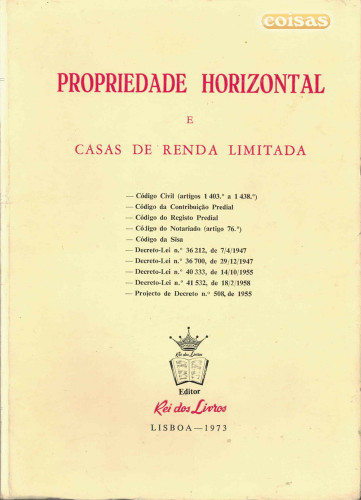 coisas
PROPRIEDADE HORIZONTAL
E
CASAS DE RENDA LIMITADA
— Código Civil (artigos 1 403.º a 1 438.º)
— Código da Contribuição Predial
— Código do Registo Predial
— Código do Notariado (artigo 76.º)
— Código da Sisa
— Decreto-Lei n.º 36 212, de 7/4/1947
— Decreto-Lei n.º 36 700, de 29/12/1947
— Decreto-Lei n.º 40 333, de 14/10/1955
— Decreto-Lei n.º 41 532, de 18/2/1958
— Projecto de Decreto n.º 508, de 1955
Rei dos Livros
Editor
Rei dos Livros
LISBOA — 1973